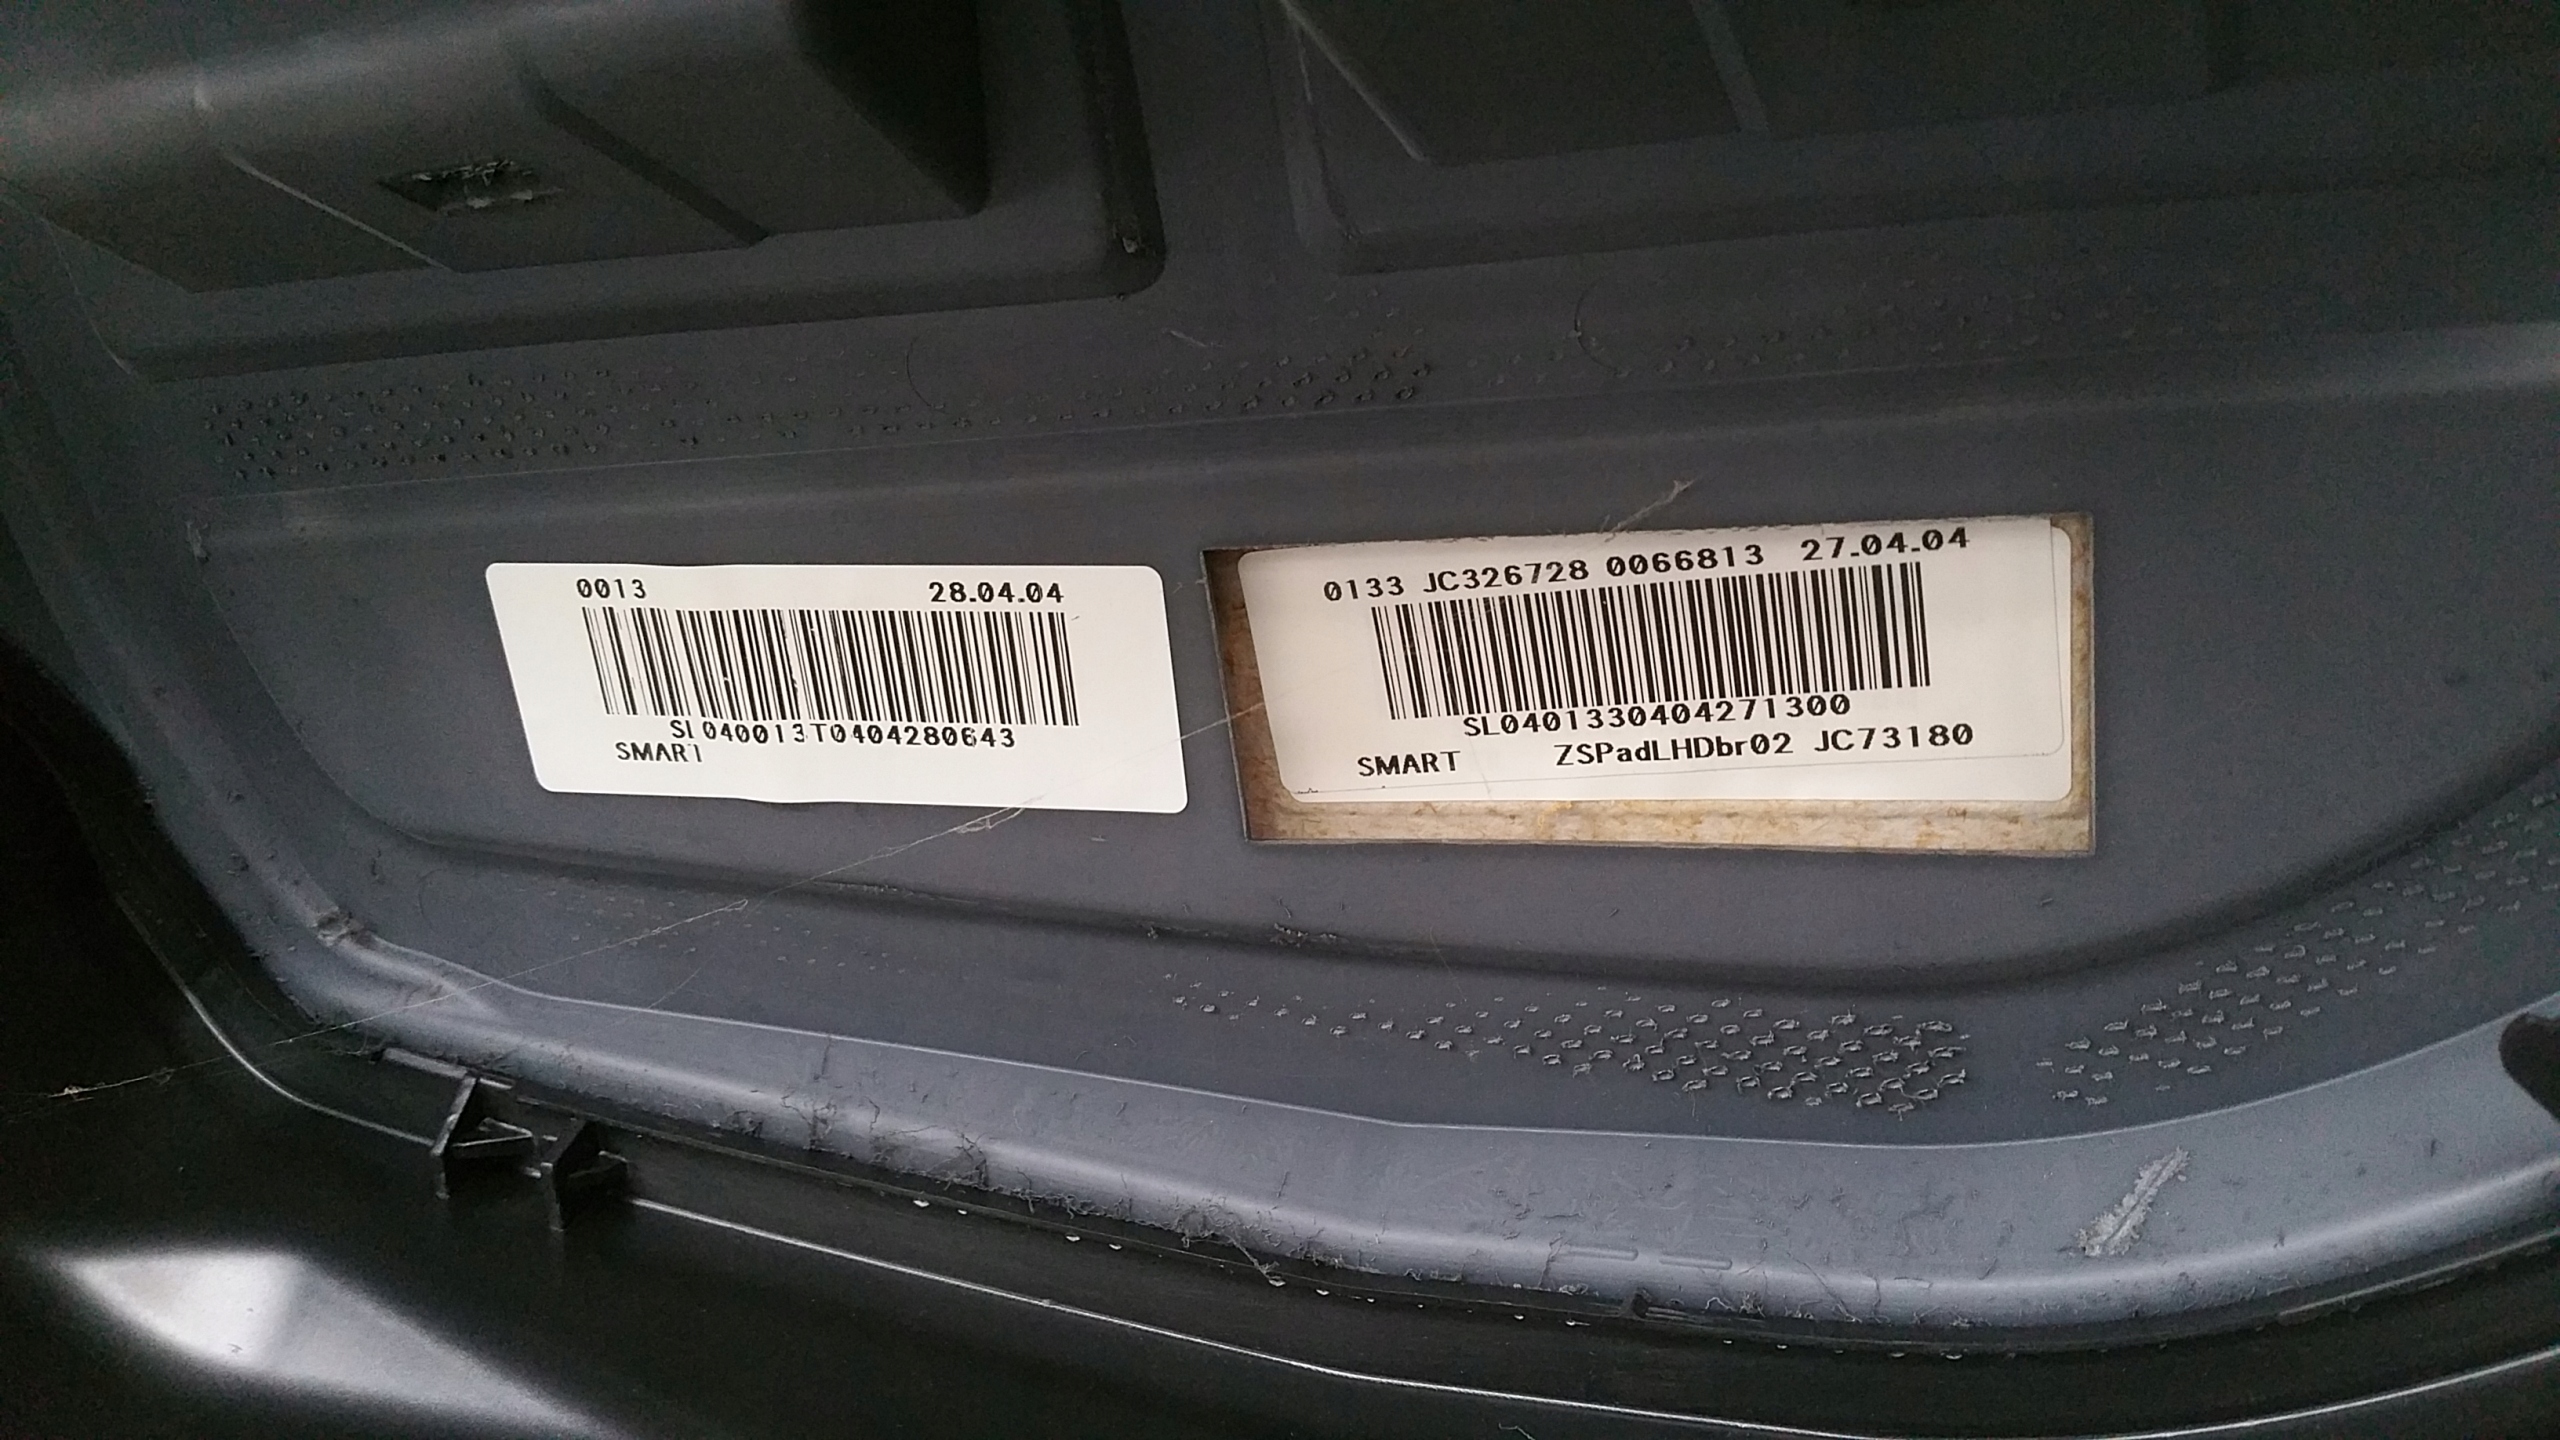 0013 28.04.04
SL040013T0404280643
SMART
0133 JC326728 0066813 27.04.04
SL0401330404271300
SMART ZSPadLHDbr02 JC73180